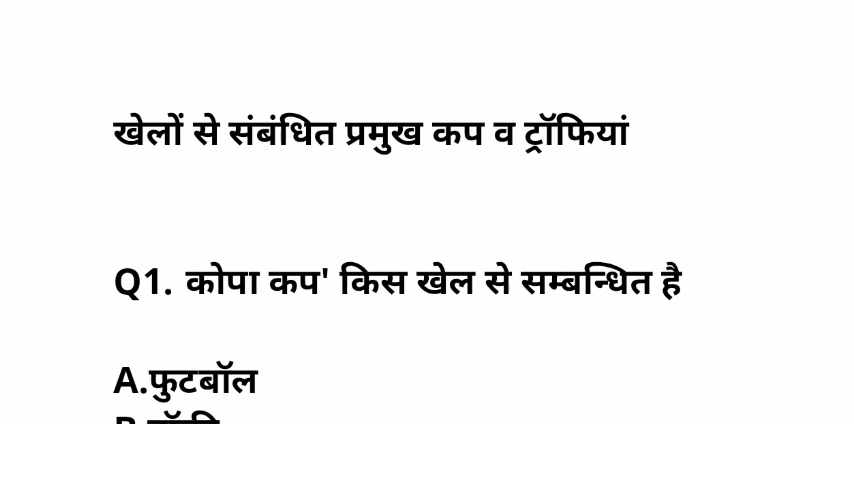 खेलों से संबंधित प्रमुख कप व ट्रॉफियां
Q1. कोपा कप' किस खेल से सम्बन्धित है
A.फुटबॉल